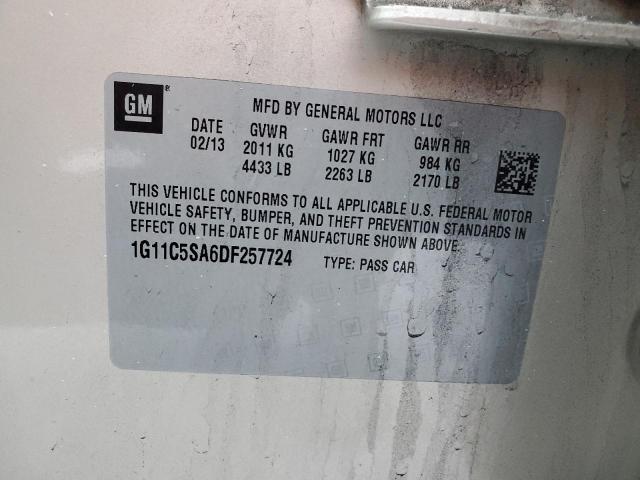 GM ®
MFD BY GENERAL MOTORS LLC
DATE GVWR GAWR FRT GAWR RR
02/13 2011 KG 1027 KG 984 KG
4433 LB 2263 LB 2170 LB
THIS VEHICLE CONFORMS TO ALL APPLICABLE U.S. FEDERAL MOTOR
VEHICLE SAFETY, BUMPER, AND THEFT PREVENTION STANDARDS IN
EFFECT ON THE DATE OF MANUFACTURE SHOWN ABOVE.
1G11C5SA6DF257724 TYPE: PASS CAR